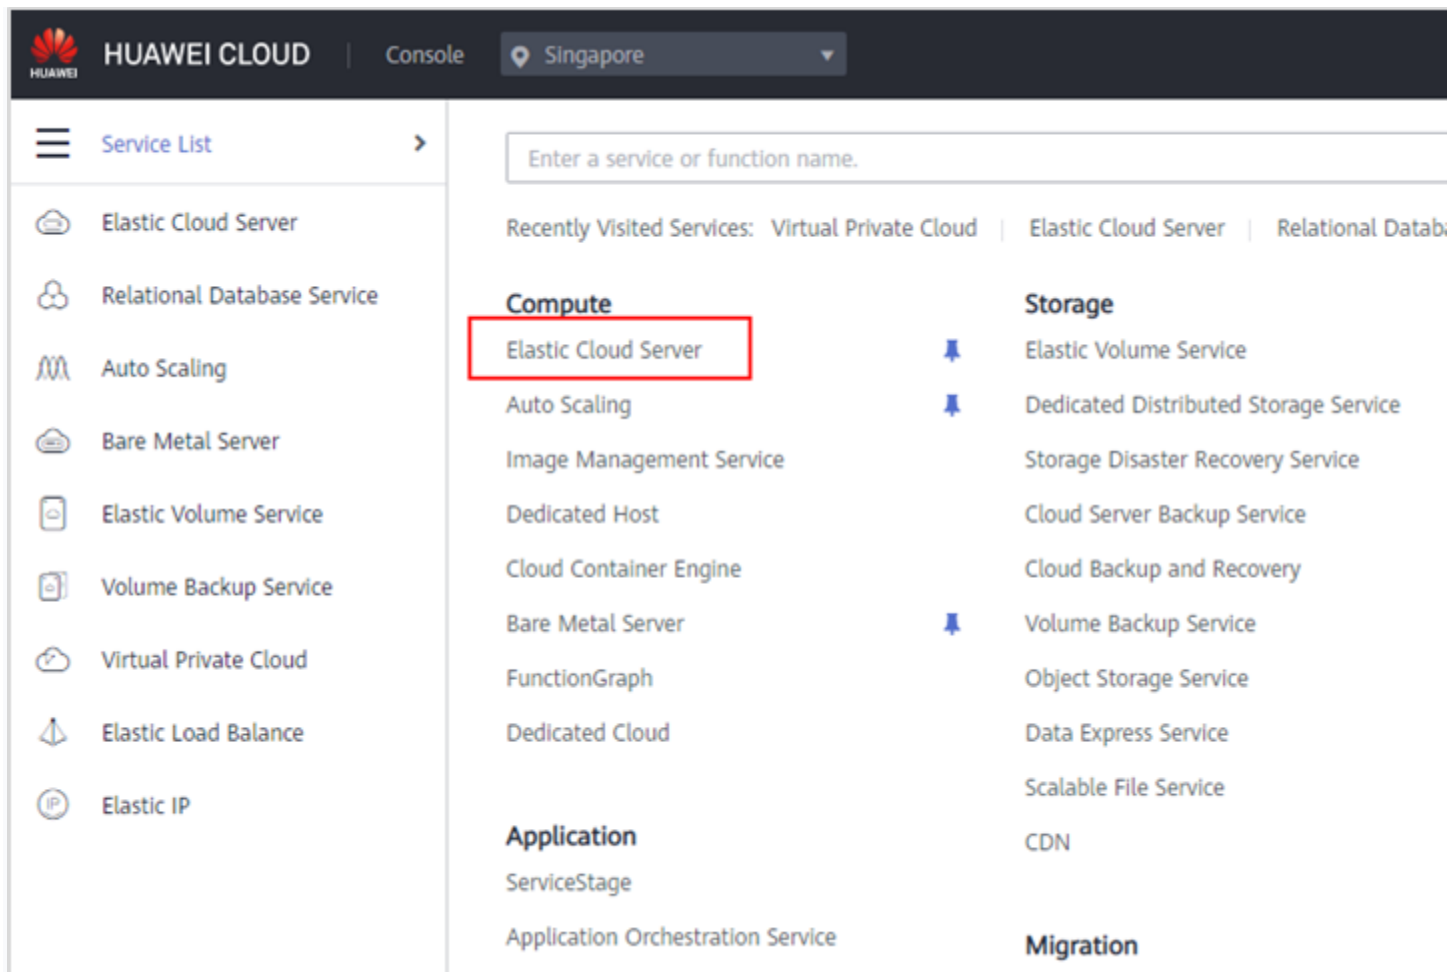 HUAWEI
HUAWEI CLOUD
Console
Singapore
Service List
Elastic Cloud Server
Relational Database Service
Auto Scaling
Bare Metal Server
Elastic Volume Service
Volume Backup Service
Virtual Private Cloud
Elastic Load Balance
IP
Elastic IP
Enter a service or function name.
Recently Visited Services: Virtual Private Cloud | Elastic Cloud Server | Relational
Compute
Elastic Cloud Server
Auto Scaling
Image Management Service
Dedicated Host
Cloud Container Engine
Bare Metal Server
FunctionGraph
Dedicated Cloud
Application
ServiceStage
Application Orchestration Service
Storage
Elastic Volume Service
Dedicated Distributed Storage Service
Storage Disaster Recovery Service
Cloud Server Backup Service
Cloud Backup and Recovery
Volume Backup Service
Object Storage Service
Data Express Service
Scalable File Service
CDN
Migration